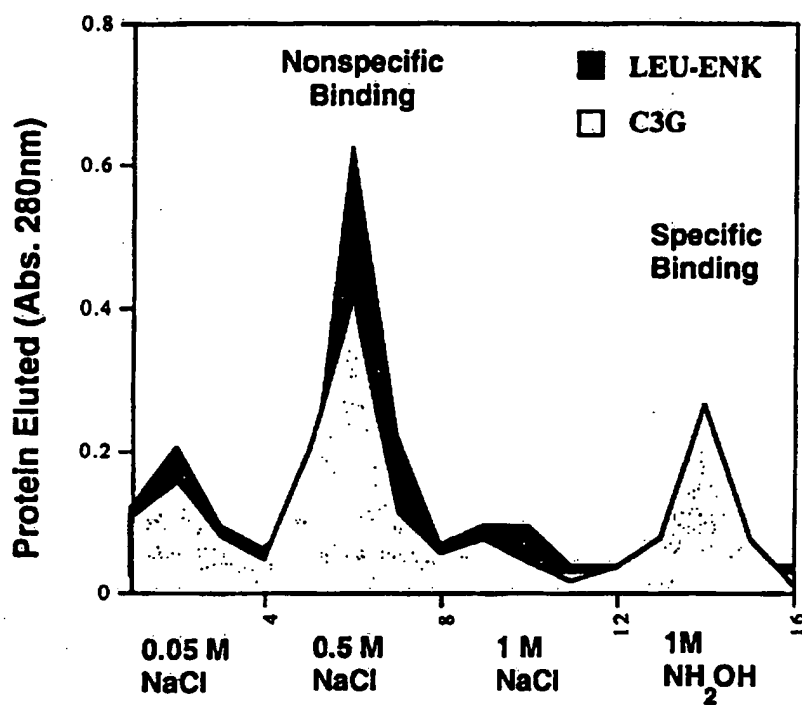 Protein Eluted (Abs. 280nm)
0.8
0.6
0.4
0.2
0
Nonspecific
Binding
LEU-ENK
C3G
Specific
Binding
4
8
12
16
0.05 M
NaCl
0.5 M
NaCl
1 M
NaCl
1M
NH₂OH